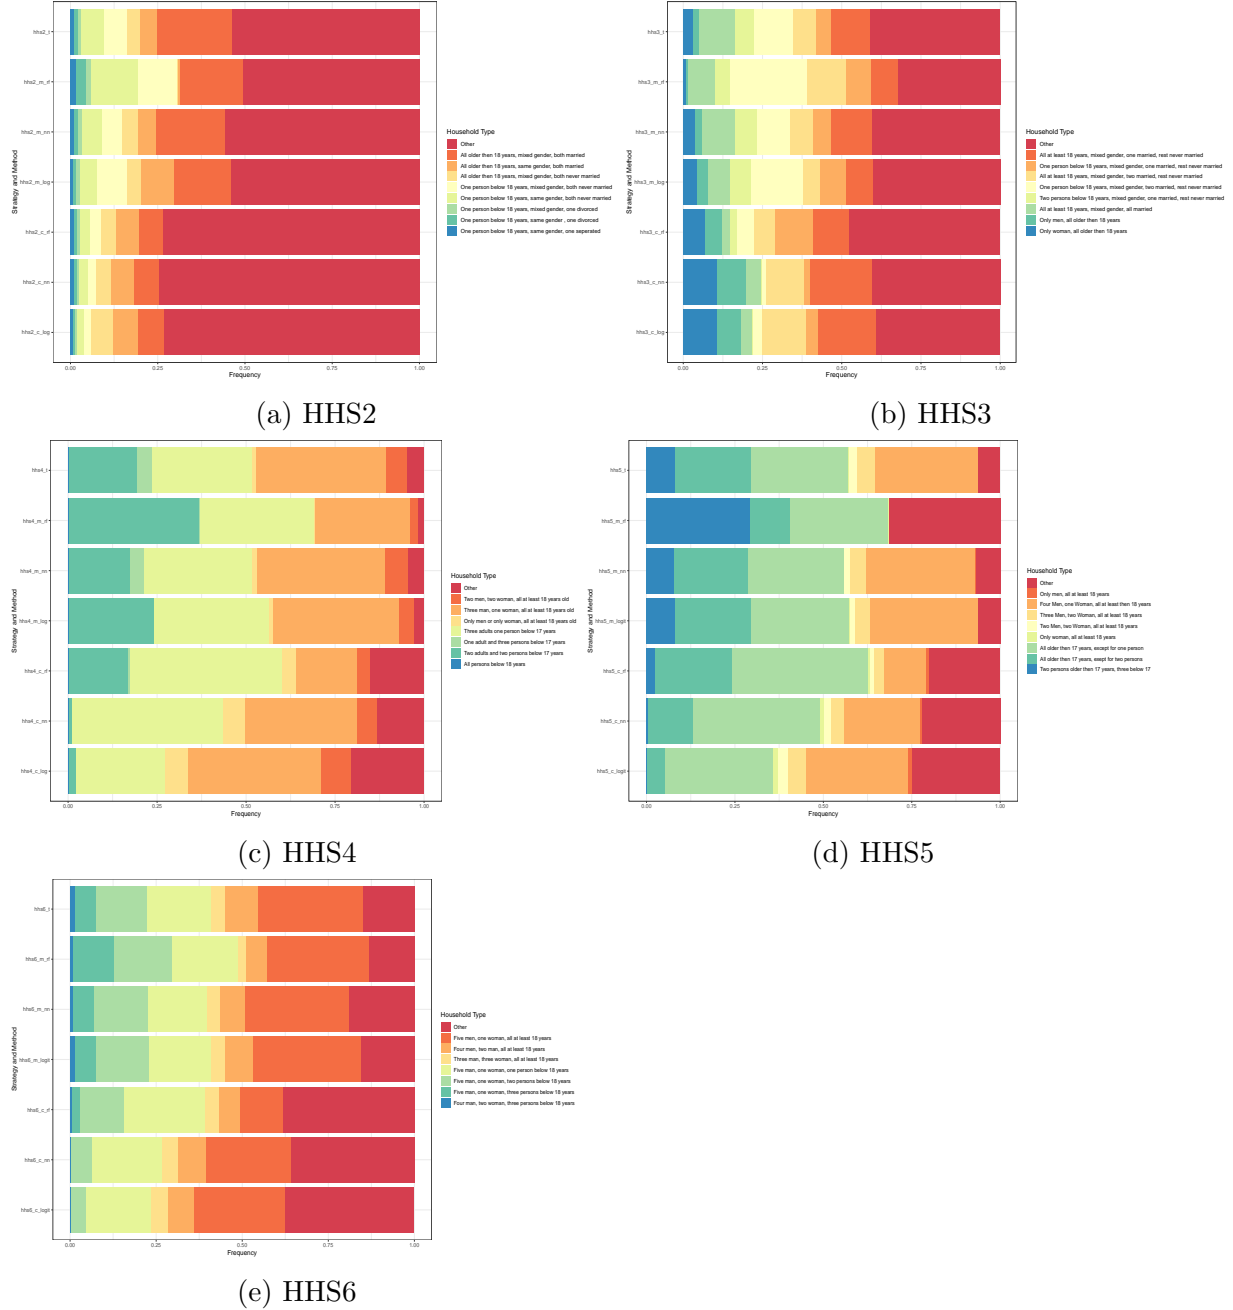 hhs2_t
hhs2_m_rf
hhs2_m_nn
hhs2_m_log
hhs2_c_rf
hhs2_c_nn
hhs2_c_log
Strategy and Method
0.00 0.25 0.50 0.75 1.00
Frequency
Household Type
Other
All older then 18 years, mixed gender, both married
All older then 18 years, same gender, both married
All older then 18 years, mixed gender, both never married
One person below 18 years, mixed gender, both never married
One person below 18 years, same gender, both never married
One person below 18 years, mixed gender, one divorced
One person below 18 years, same gender , one divorced
One person below 18 years, same gender, one seperated
(a) HHS2
hhs3_t
hhs3_m_rf
hhs3_m_nn
hhs3_m_log
hhs3_c_rf
hhs3_c_nn
hhs3_c_log
Strategy and Method
0.00 0.25 0.50 0.75 1.00
Frequency
Household Type
Other
All at least 18 years, mixed gender, one married, rest never married
One person below 18 years, mixed gender, one married, rest never married
All at least 18 years, mixed gender, two married, rest never married
One person below 18 years, mixed gender, two married, rest never married
Two persons below 18 years, mixed gender, one married, rest never married
All at least 18 years, mixed gender, all married
Only men, all older then 18 years
Only woman, all older then 18 years
(b) HHS3
hhs4_t
hhs4_m_rf
hhs4_m_nn
hhs4_m_log
hhs4_c_rf
hhs4_c_nn
hhs4_c_log
Strategy and Method
0.00 0.25 0.50 0.75 1.00
Frequency
Household Type
Other
Two men, two woman, all at least 18 years old
Three man, one woman, all at least 18 years old
Only men or only woman, all at least 18 years old
Three adults one person below 17 years
One adult and three persons below 17 years
Two adults and two persons below 17 years
All persons below 18 years
(c) HHS4
hhs5_t
hhs5_m_rf
hhs5_m_nn
hhs5_m_logit
hhs5_c_rf
hhs5_c_nn
hhs5_c_logit
Strategy and Method
0.00 0.25 0.50 0.75 1.00
Frequency
Household Type
Other
Only men, all at least 18 years
Four Men, one Woman, all at least then 18 years
Three Men, two Woman, all at least 18 years
Two Men, two Woman, all at least 18 years
Only woman, all at least 18 years
All older then 17 years, except for one person
All older then 17 years, exept for two persons
Two persons older then 17 years, three below 17
(d) HHS5
hhs6_t
hhs6_m_rf
hhs6_m_nn
hhs6_m_logit
hhs6_c_rf
hhs6_c_nn
hhs6_c_logit
Strategy and Method
0.00 0.25 0.50 0.75 1.00
Frequency
Household Type
Other
Five men, one woman, all at least 18 years
Four men, two man, all at least 18 years
Three man, three woman, all at least 18 years
Five men, one woman, one person below 18 years
Five men, one woman, two persons below 18 years
Five men, one woman, three persons below 18 years
Four man, two woman, three persons below 18 years
(e) HHS6